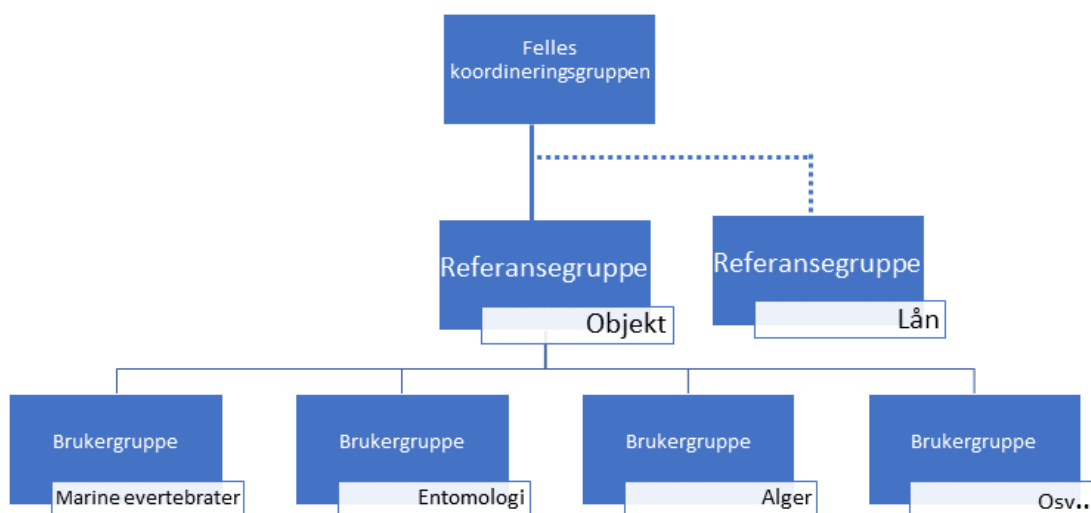 Felles
koordineringsgruppen
Referansegruppe
Objekt
Referansegruppe
Lån
Brukergruppe
Marine evertebrater
Brukergruppe
Entomologi
Brukergruppe
Alger
Brukergruppe
Osv..